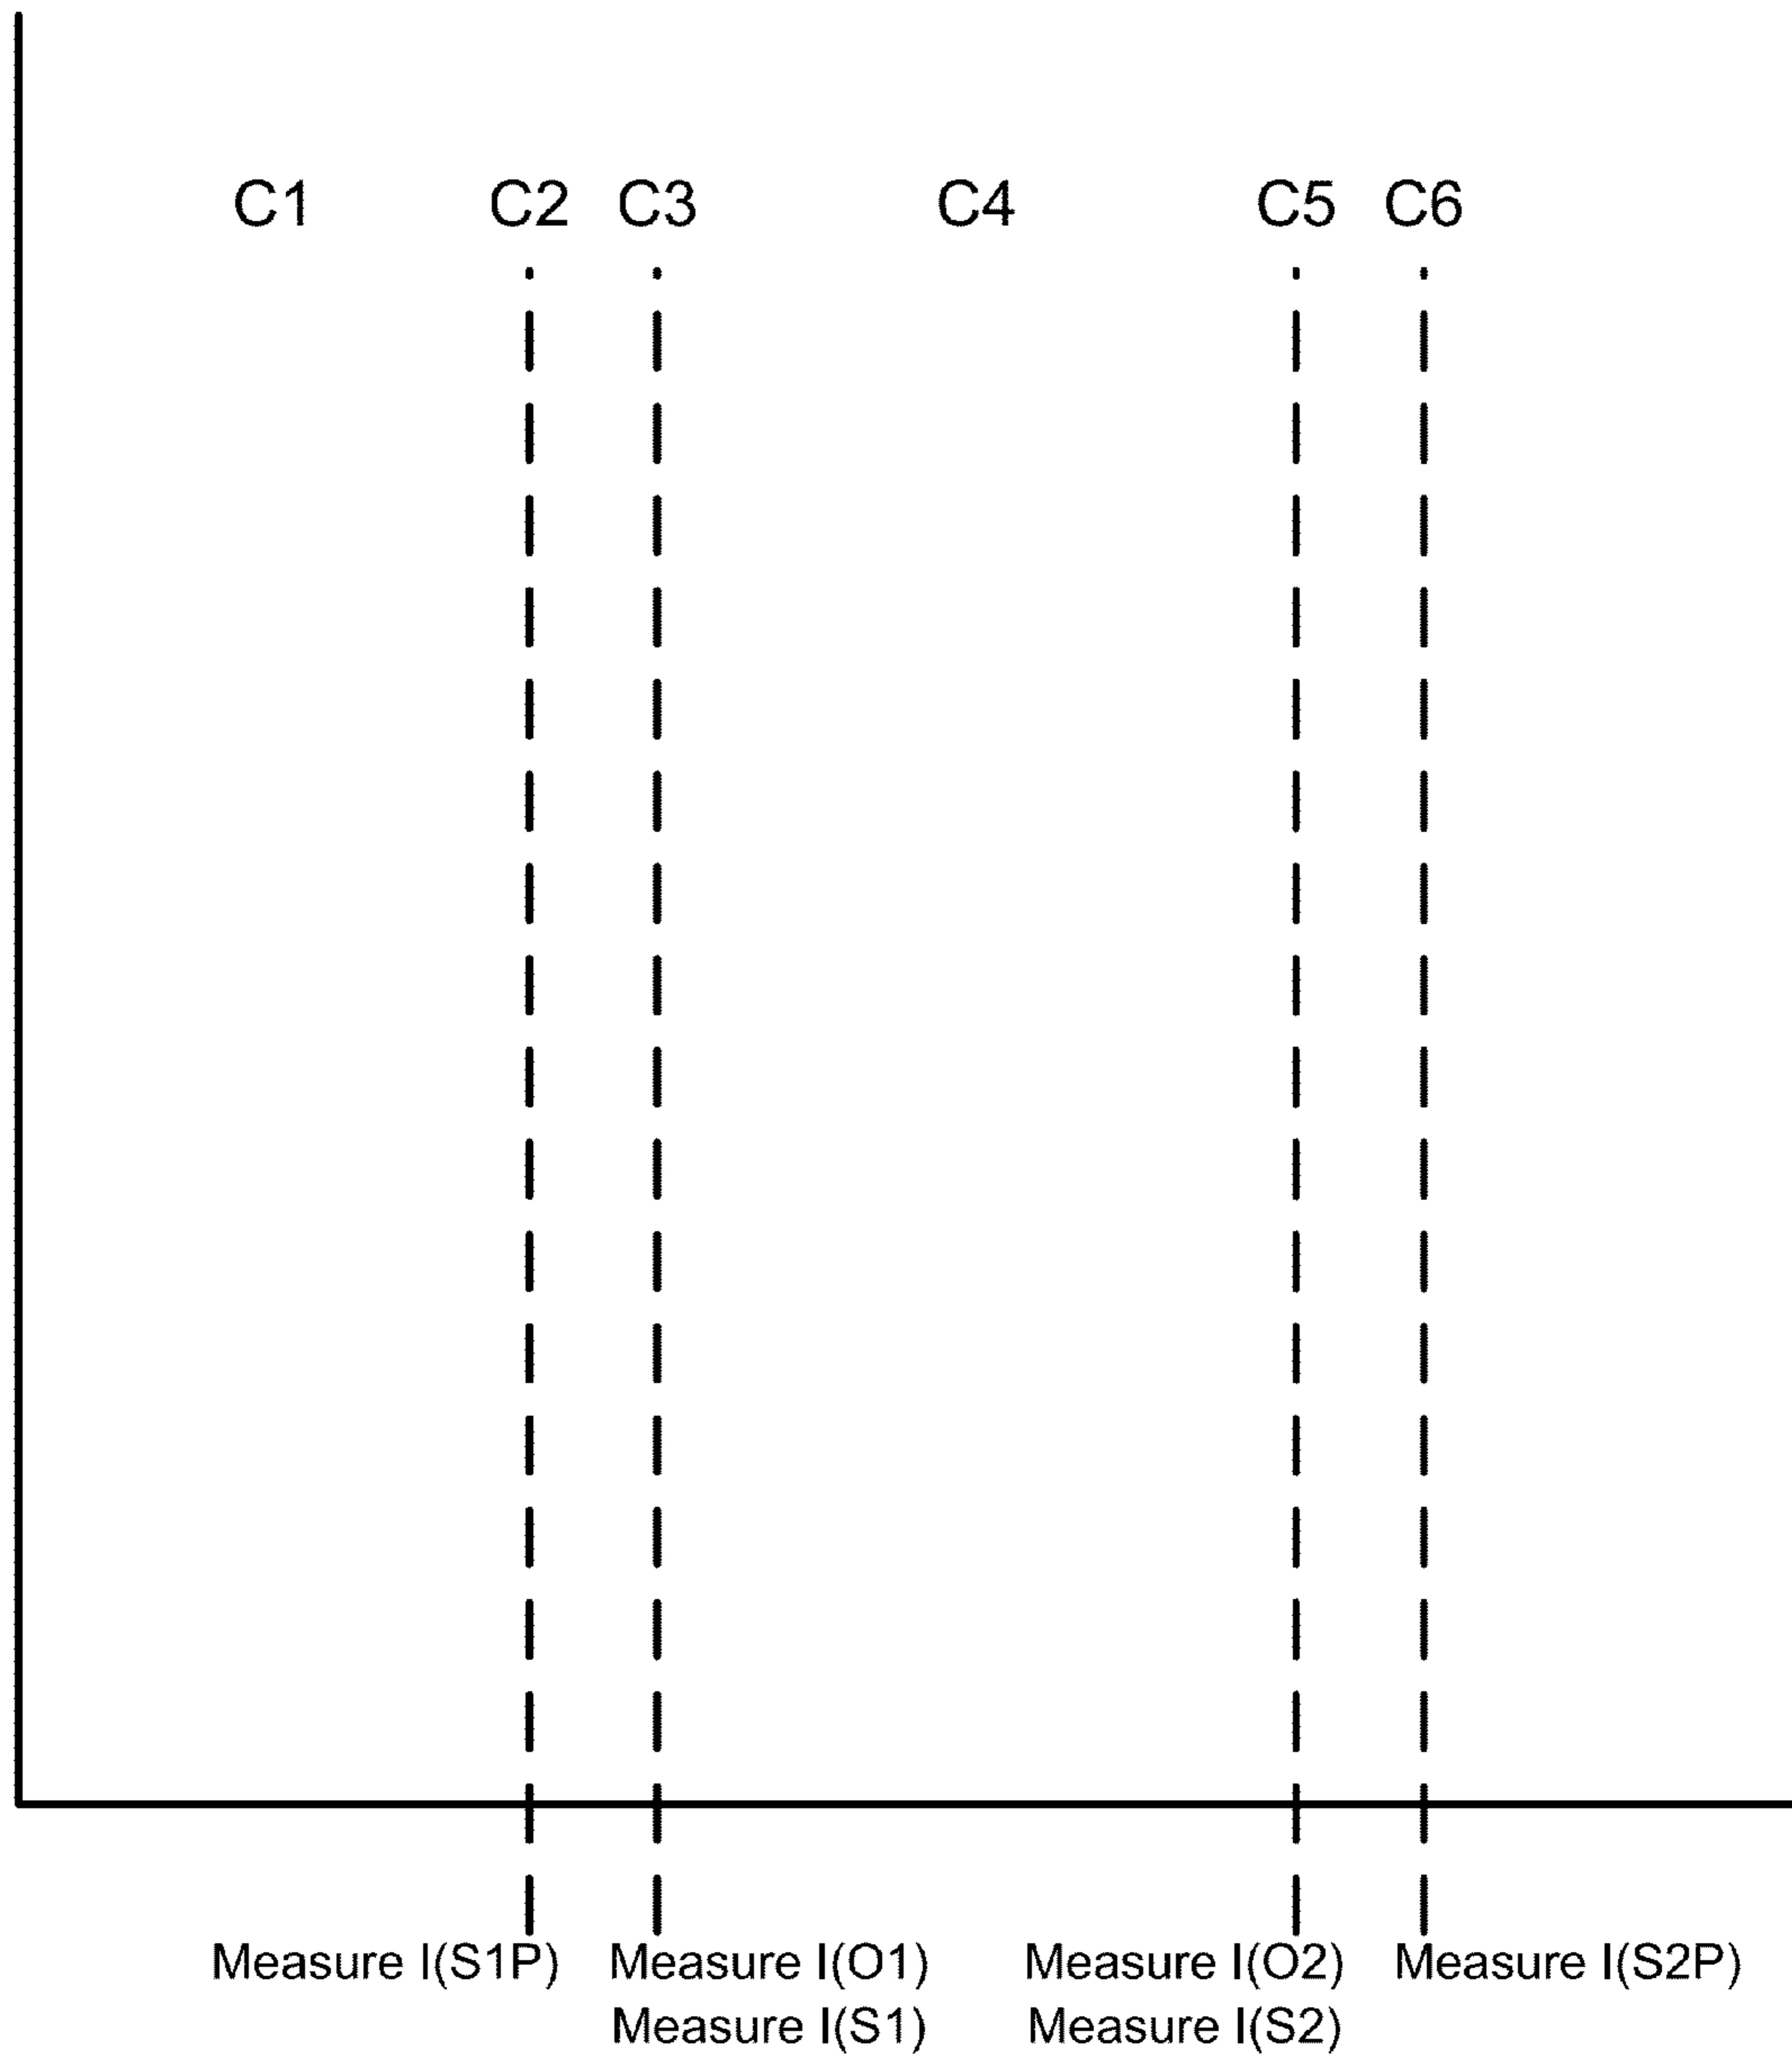 C1 C2 C3 C4 C5 C6
Measure I(S1P) Measure I(O1) Measure I(O2) Measure I(S2P)
Measure I(S1) Measure I(S2)